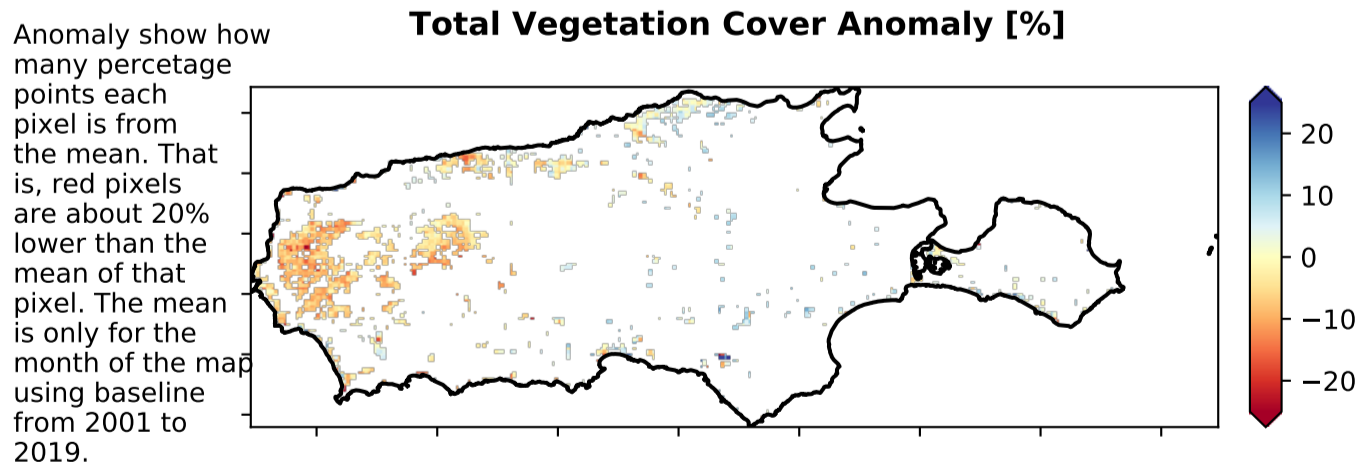 Total Vegetation Cover Anomaly [%]
Anomaly show how
many percetage
points each
pixel is from
the mean. That
is, red pixels
are about 20%
lower than the
mean of that
pixel. The mean
is only for the
month of the map
using baseline
from 2001 to
2019.
20
10
0
−10
−20